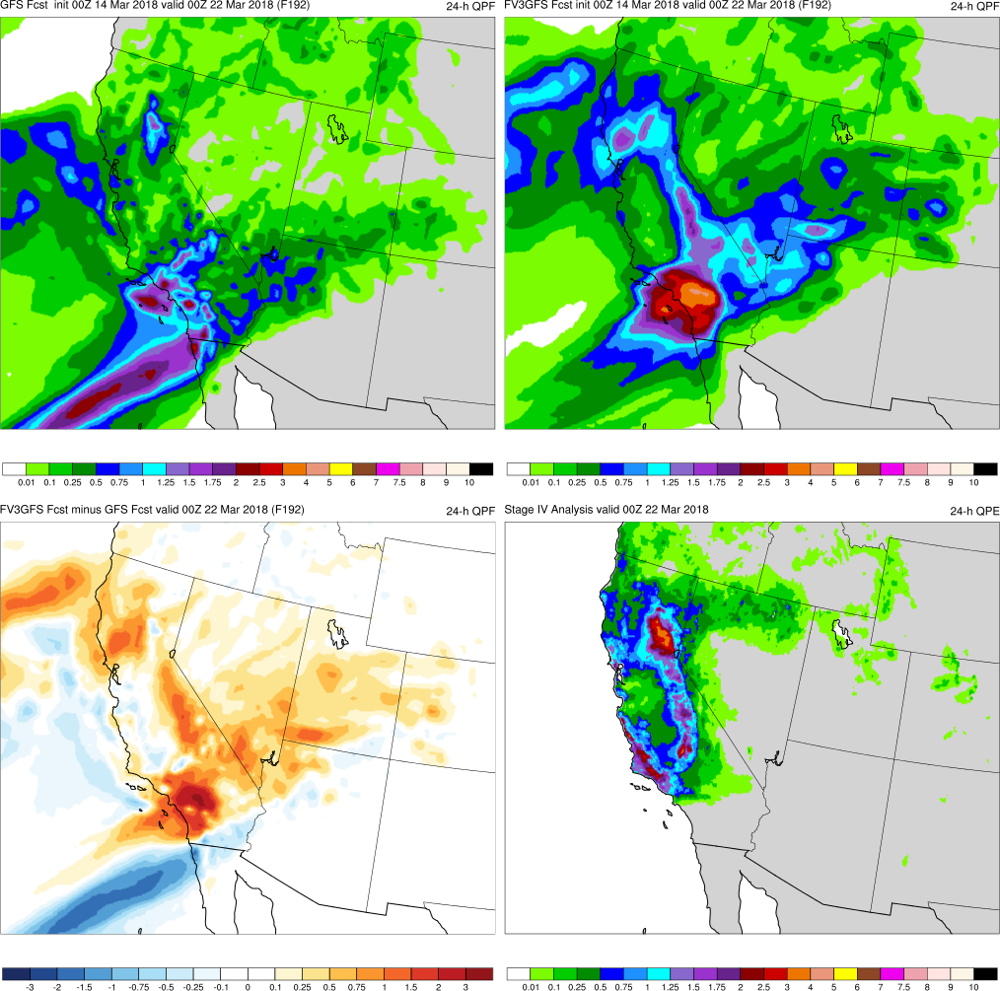 GFS Fcst init 00Z 14 Mar 2018 valid 00Z 22 Mar 2018 (F192) 24-h QPF
FV3GFS Fcst init 00Z 14 Mar 2018 valid 00Z 22 Mar 2018 (F192) 24-h QPF
0.01 0.1 0.25 0.5 0.75 1 1.25 1.5 1.75 2 2.5 3 4 5 6 7 7.5 8 9 10
0.01 0.1 0.25 0.5 0.75 1 1.25 1.5 1.75 2 2.5 3 4 5 6 7 7.5 8 9 10
FV3GFS Fcst minus GFS Fcst valid 00Z 22 Mar 2018 (F192) 24-h QPF
Stage IV Analysis valid 00Z 22 Mar 2018 24-h QPE
-3 -2 -1.5 -1 -0.75 -0.5 -0.25 -0.1 0 0.1 0.25 0.5 0.75 1 1.5 2 3
0.01 0.1 0.25 0.5 0.75 1 1.25 1.5 1.75 2 2.5 3 4 5 6 7 7.5 8 9 10